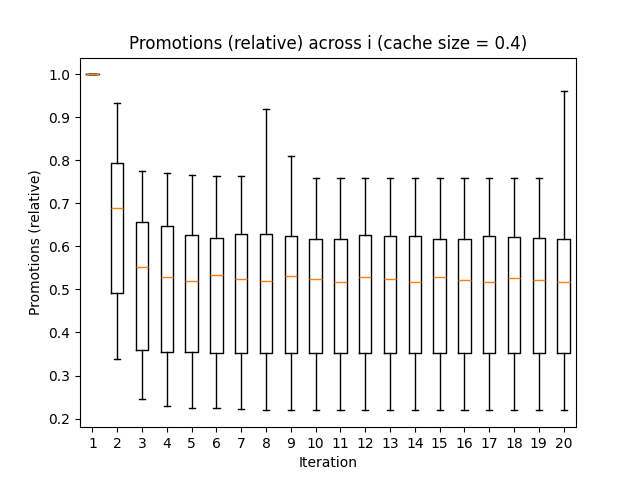 Promotions (relative) across i (cache size = 0.4)
Promotions (relative)
1.0
0.9
0.8
0.7
0.6
0.5
0.4
0.3
0.2
1 2 3 4 5 6 7 8 9 10 11 12 13 14 15 16 17 18 19 20
Iteration